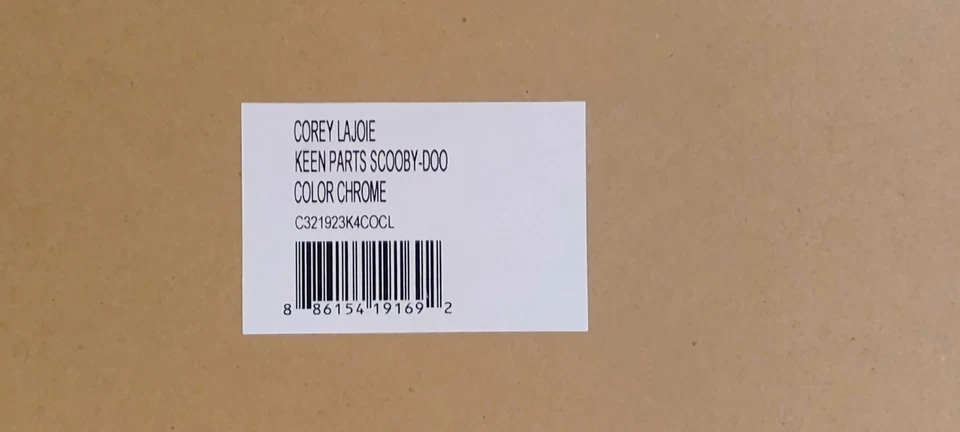 COREY LAJOIE
KEEN PARTS SCOOBY-DOO
COLOR CHROME
C321923K4COCL
8 86154 19169 2